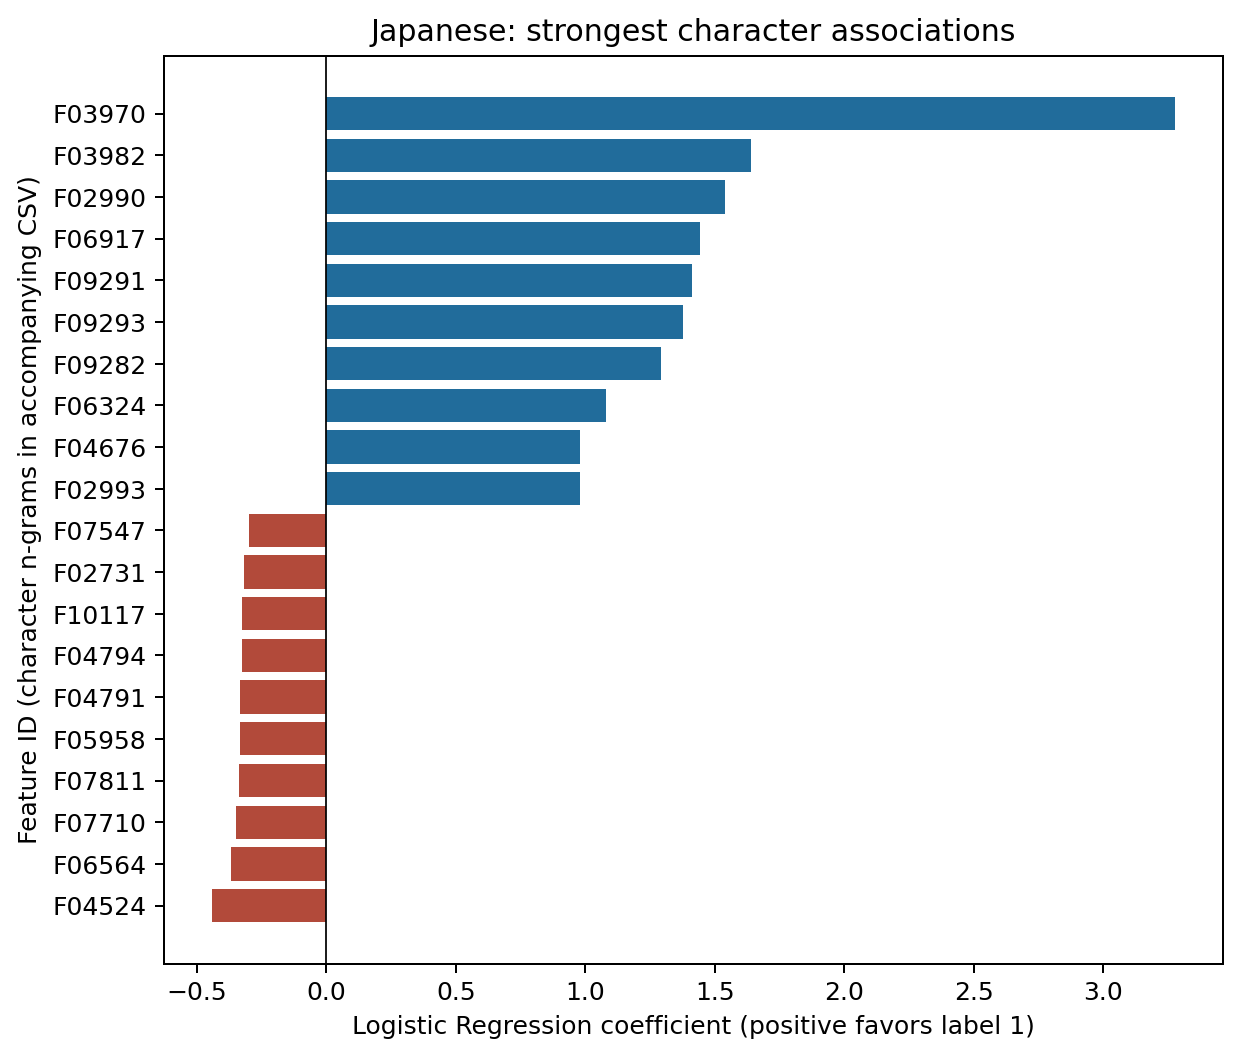 Japanese: strongest character associations
Feature ID (character n-grams in accompanying CSV)
F03970
F03982
F02990
F06917
F09291
F09293
F09282
F06324
F04676
F02993
F07547
F02731
F10117
F04794
F04791
F05958
F07811
F07710
F06564
F04524
−0.5 0.0 0.5 1.0 1.5 2.0 2.5 3.0
Logistic Regression coefficient (positive favors label 1)